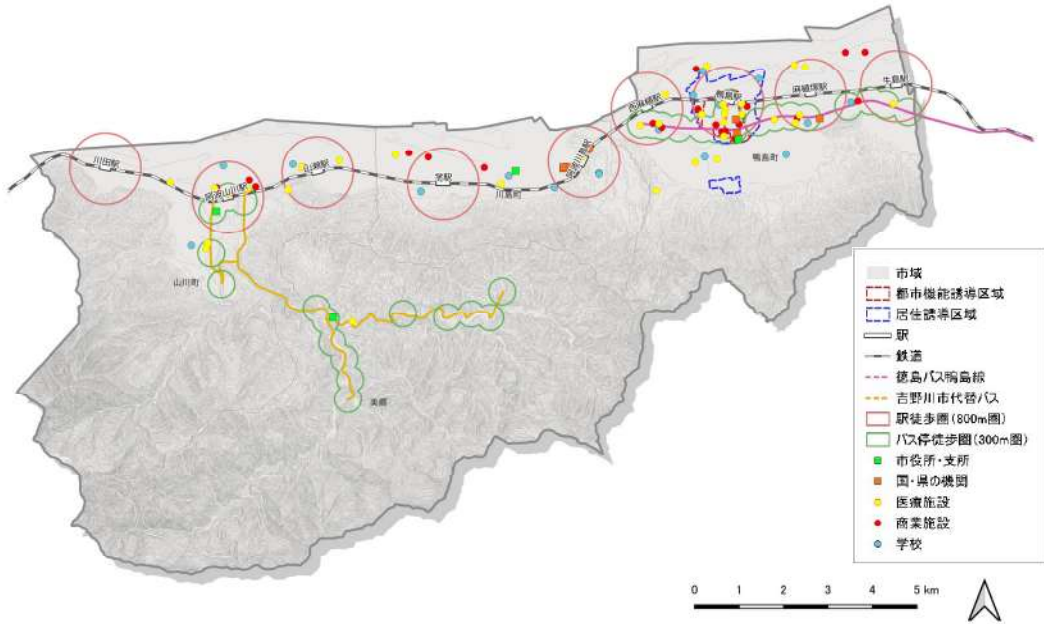 牛島駅
麻植塚駅
鴨島駅
西麻植駅
阿波川島駅
川田駅
山瀬駅
学駅
阿波山川駅
鴨島町
川島町
山川町
美郷
市域
都市機能誘導区域
居住誘導区域
駅
鉄道
徳島バス鴨島線
吉野川市代替バス
駅徒歩圏(800m圏)
バス停徒歩圏(300m圏)
市役所・支所
国・県の機関
医療施設
商業施設
学校
0 1 2 3 4 5 km